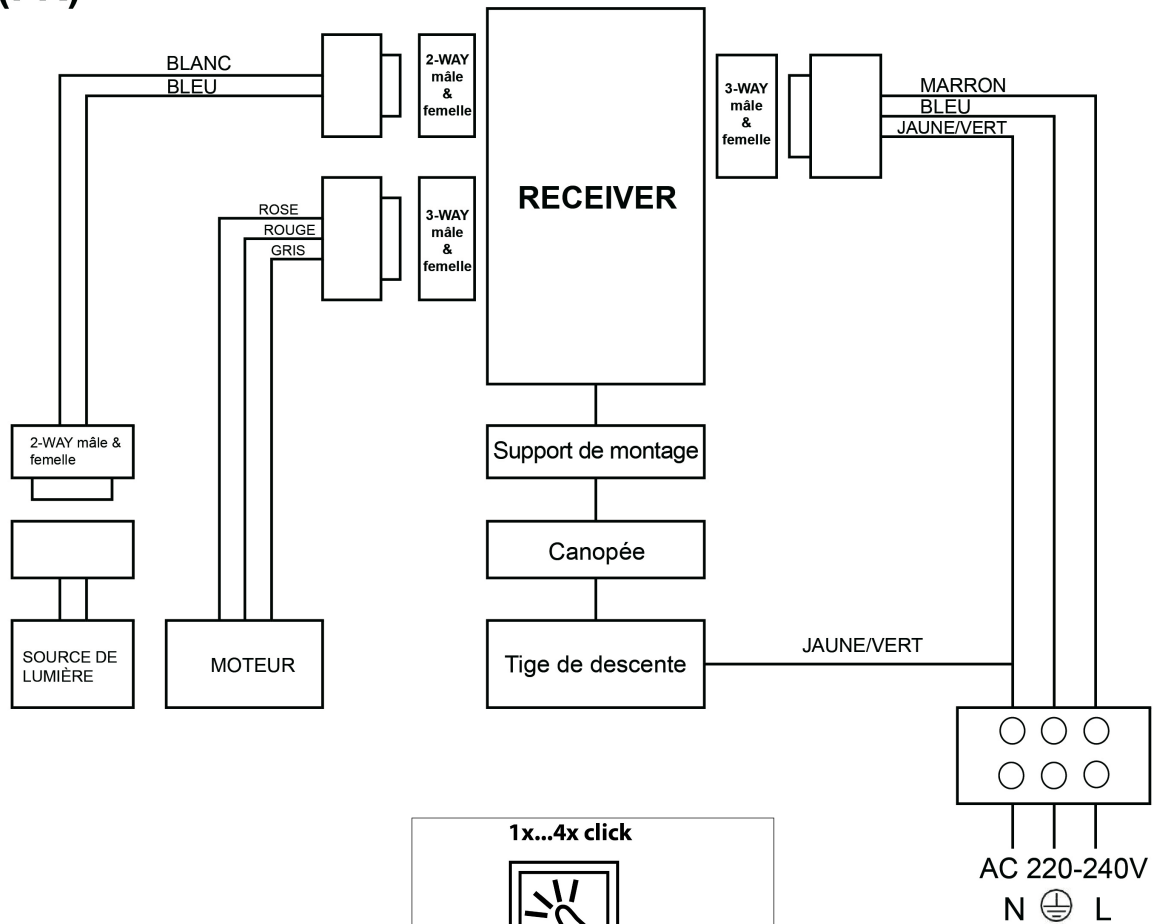 BLANC
BLEU
2-WAY
mâle
&
femelle
ROSE
ROUGE
GRIS
3-WAY
mâle
&
femelle
RECEIVER
3-WAY
mâle
&
femelle
MARRON
BLEU
JAUNE/VERT
2-WAY mâle &
femelle
SOURCE DE
LUMIÈRE
MOTEUR
Support de montage
Canopée
Tige de descente
JAUNE/VERT
1x...4x click
AC 220-240V
N L